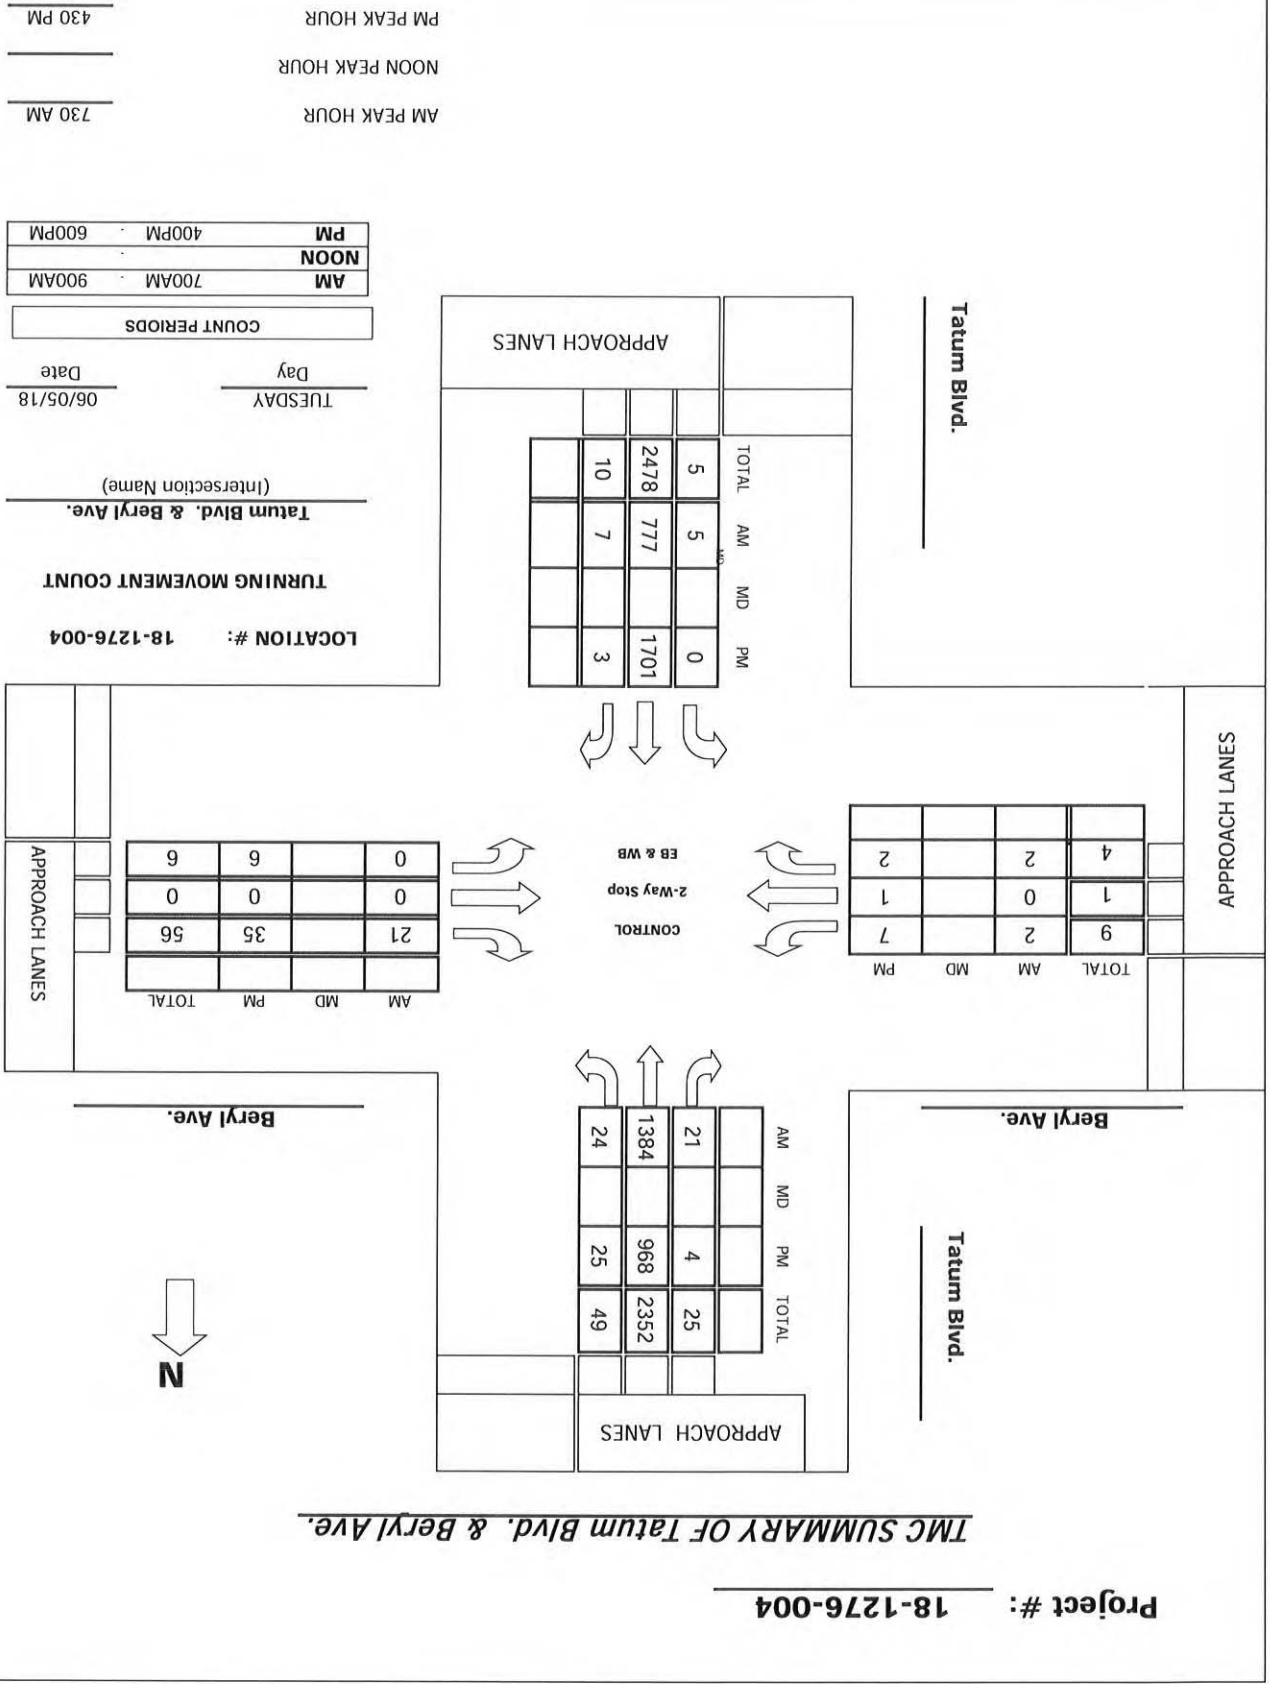 Project #: 18-1276-004
TMC SUMMARY OF Tatum Blvd. & Beryl Ave.
APPROACH LANES
N
Tatum Blvd.
TOTAL 25 2352 49
PM 4 968 25
MD
AM 21 1384 24
Beryl Ave.
Beryl Ave.
TOTAL AM MD PM
9 2 7
1 0 1
4 2 2
APPROACH LANES
CONTROL
2-Way Stop
EB & WB
AM MD PM TOTAL
21 35 56
0 0 0
0 6 6
APPROACH LANES
PM 0 1701 3
MD
MD
AM 5 777 7
TOTAL 5 2478 10
APPROACH LANES
Tatum Blvd.
LOCATION #: 18-1276-004
TURNING MOVEMENT COUNT
Tatum Blvd. & Beryl Ave.
(Intersection Name)
TUESDAY 06/05/18
Day Date
COUNT PERIODS
AM 700AM - 900AM
NOON -
PM 400PM - 600PM
AM PEAK HOUR 730 AM
NOON PEAK HOUR
PM PEAK HOUR 430 PM